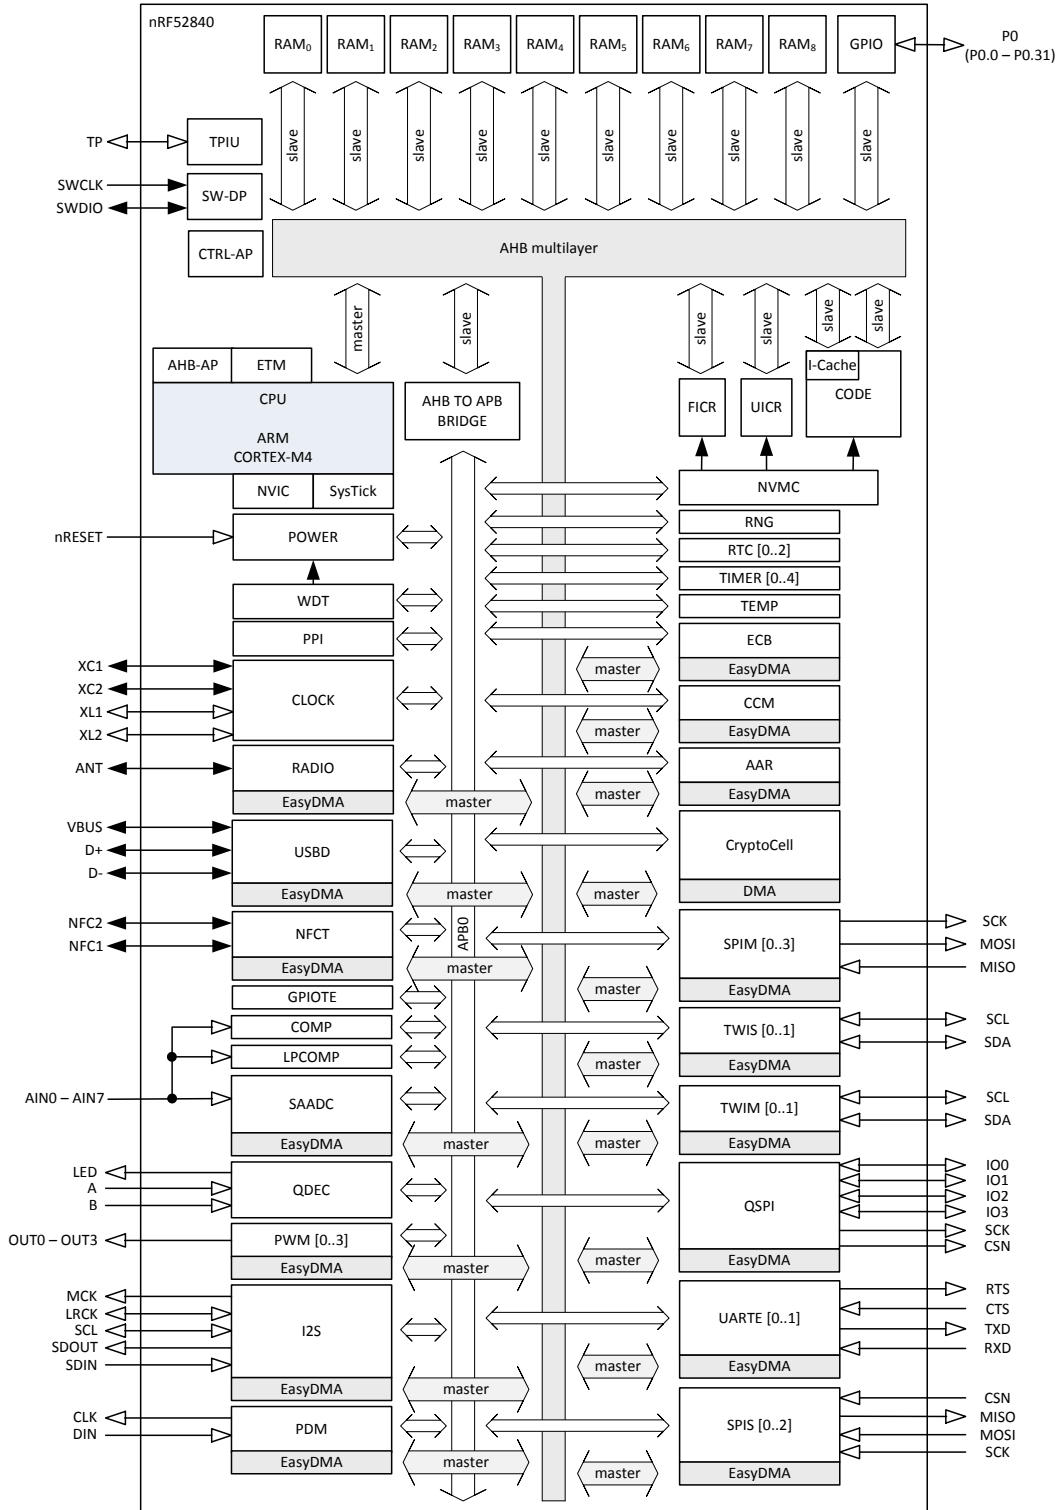 nRF52840
RAM0 RAM1 RAM2 RAM3 RAM4 RAM5 RAM6 RAM7 RAM8 GPIO
P0
(P0.0 – P0.31)
slave slave slave slave slave slave slave slave slave slave
TP TPIU
SWCLK
SWDIO
SW-DP
CTRL-AP
AHB multilayer
master slave slave slave slave slave
AHB-AP ETM
CPU
ARM
CORTEX-M4
NVIC SysTick
AHB TO APB
BRIDGE
FICR UICR
I-Cache
CODE
NVMC
nRESET POWER
RNG
RTC [0..2]
TIMER [0..4]
WDT
TEMP
PPI
ECB
master EasyDMA
XC1
XC2
XL1
XL2
CLOCK
CCM
master EasyDMA
ANT RADIO
EasyDMA master
AAR
master EasyDMA
VBUS
D+
D-
USBD
EasyDMA master
CryptoCell
master DMA
NFC2
NFC1
NFCT
EasyDMA master
APB0
SPIM [0..3]
master EasyDMA
SCK
MOSI
MISO
GPIOTE
COMP
LPCOMP
TWIS [0..1]
master EasyDMA
SCL
SDA
AIN0 – AIN7 SAADC
EasyDMA master
TWIM [0..1]
master EasyDMA
SCL
SDA
LED
A
B
QDEC
QSPI
master EasyDMA
IO0
IO1
IO2
IO3
SCK
CSN
OUT0 – OUT3 PWM [0..3]
EasyDMA master
MCK
LRCK
SCL
SDOUT
SDIN
I2S
EasyDMA master
UARTE [0..1]
master EasyDMA
RTS
CTS
TXD
RXD
CLK
DIN
PDM
EasyDMA master
SPIS [0..2]
master EasyDMA
CSN
MISO
MOSI
SCK